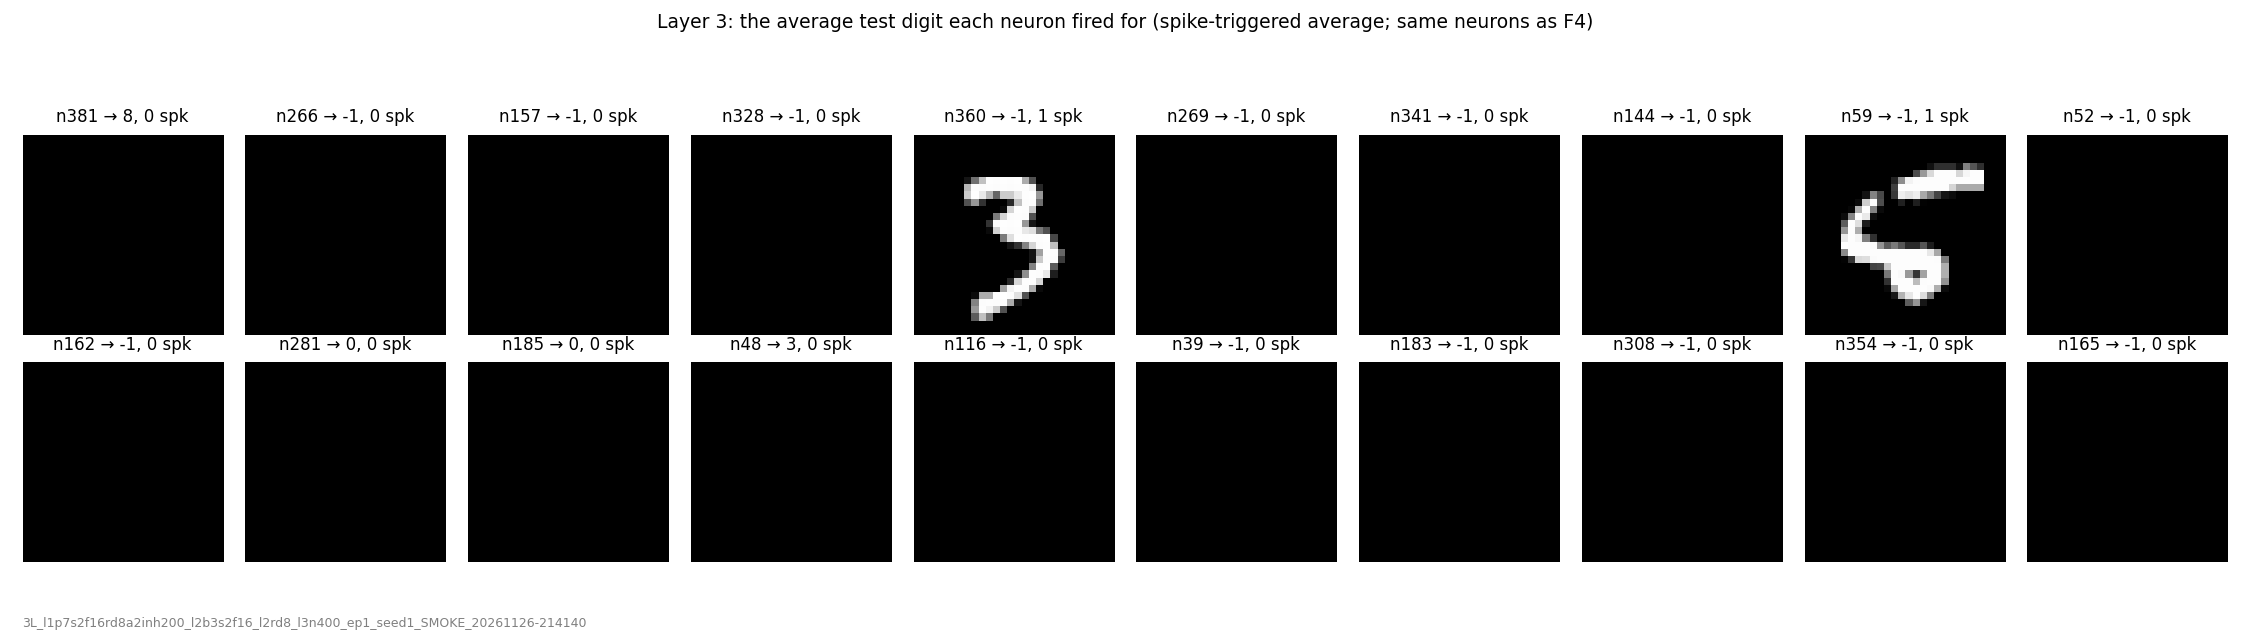 Layer 3: the average test digit each neuron fired for (spike-triggered average; same neurons as F4)
n381 → 8, 0 spk n266 → -1, 0 spk n157 → -1, 0 spk n328 → -1, 0 spk n360 → -1, 1 spk n269 → -1, 0 spk n341 → -1, 0 spk n144 → -1, 0 spk n59 → -1, 1 spk n52 → -1, 0 spk
3
n162 → -1, 0 spk n281 → 0, 0 spk n185 → 0, 0 spk n48 → 3, 0 spk n116 → -1, 0 spk n39 → -1, 0 spk n183 → -1, 0 spk n308 → -1, 0 spk n354 → -1, 0 spk n165 → -1, 0 spk
3L_l1p7s2f16rd8a2inh200_l2b3s2f16_l2rd8_l3n400_ep1_seed1_SMOKE_20261126-214140